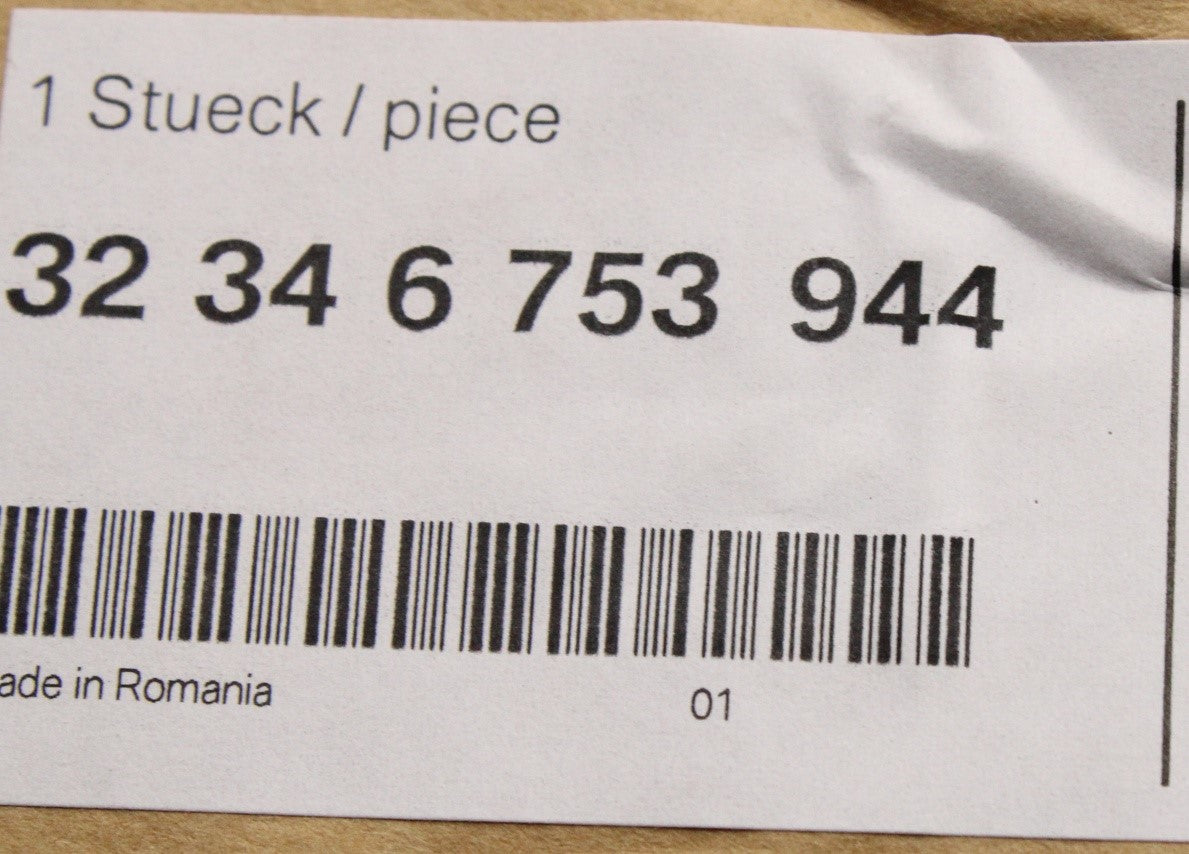 1 Stueck / piece
32 34 6 753 944
ade in Romania
01